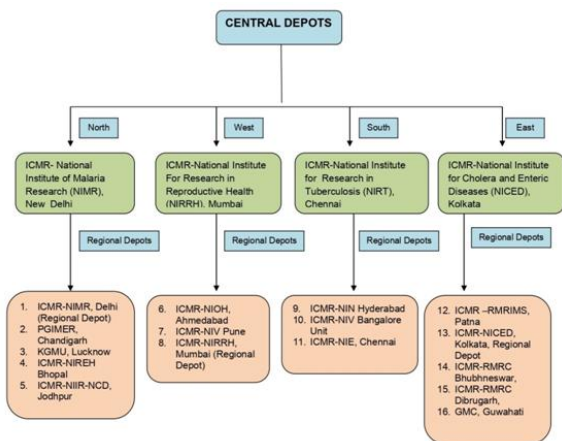 CENTRAL DEPOTS
North
West
South
East
ICMR- National
Institute of Malaria
Research (NIMR),
New Delhi
ICMR-National Institute
For Research in
Reproductive Health
(NIRRH). Mumbai
ICMR-National Institute
for Research in
Tuberculosis (NIRT),
Chennai
ICMR-National Institute
for Cholera and Enteric
Diseases (NICED),
Kolkata
Regional Depots
Regional Depots
Regional Depots
Regional Depots
1. ICMR-NIMR, Delhi
(Regional Depot)
2. PGIMER,
Chandigarh
3. KGMU, Lucknow
4. ICMR-NIREH
Bhopal
5. ICMR-NIIR-NCD,
Jodhpur
6. ICMR-NIOH,
Ahmedabad
7. ICMR-NIV Pune
8. ICMR-NIRRH,
Mumbai (Regional
Depot)
9. ICMR-NIN Hyderabad
10. ICMR-NIV Bangalore
Unit
11. ICMR-NIE, Chennai
12. ICMR –RMRIMS,
Patna
13. ICMR-NICED,
Kolkata, Regional
Depot
14. ICMR-RMRC
Bhubhneswar,
15. ICMR-RMRC
Dibrugarh,
16. GMC, Guwahati